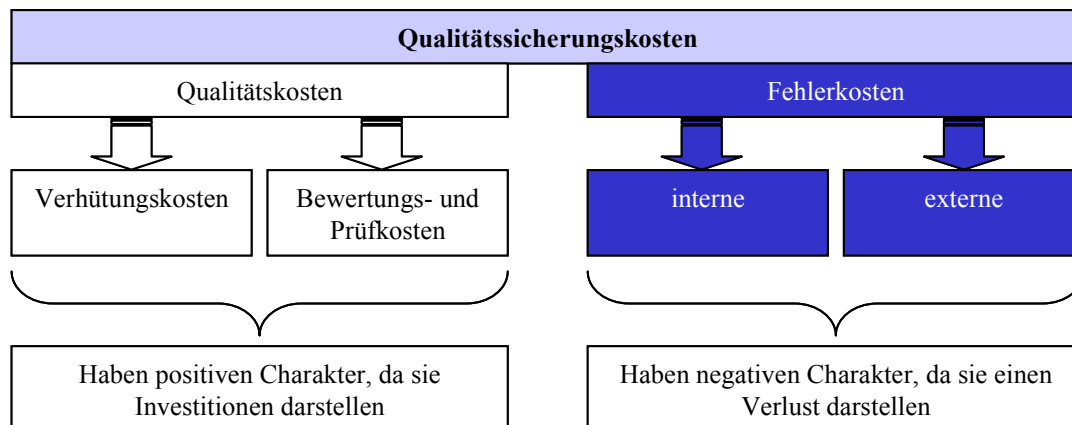 Qualitätssicherungskosten
Qualitätskosten
Fehlerkosten
Verhütungskosten
Bewertungs- und
Prüfkosten
interne
externe
Haben positiven Charakter, da sie
Investitionen darstellen
Haben negativen Charakter, da sie einen
Verlust darstellen